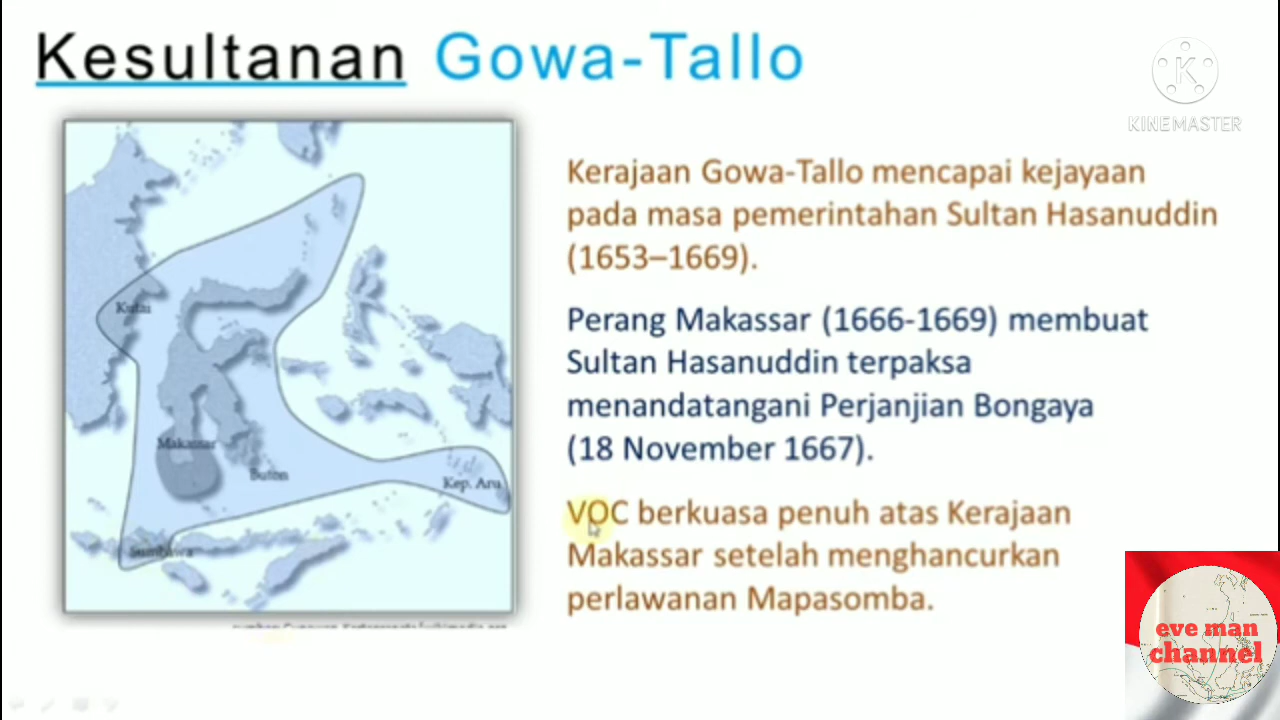 Kesultanan Gowa-Tallo
KINEMASTER
Kerajaan Gowa-Tallo mencapai kejayaan
pada masa pemerintahan Sultan Hasanuddin
(1653–1669).
Perang Makassar (1666-1669) membuat
Sultan Hasanuddin terpaksa
menandatangani Perjanjian Bongaya
(18 November 1667).
VOC berkuasa penuh atas Kerajaan
Makassar setelah menghancurkan
perlawanan Mapasomba.
Kutai
Makassar
Buton
Kep. Aru
Sumbawa
eve man
channel